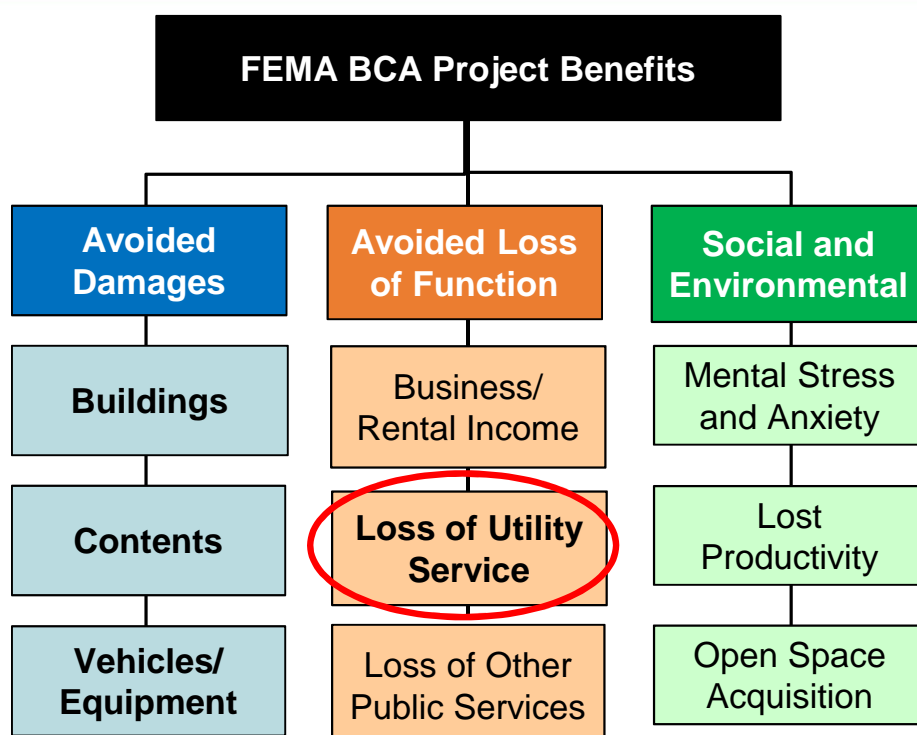 FEMA BCA Project Benefits
Avoided
Damages
Buildings
Contents
Vehicles/
Equipment
Avoided Loss
of Function
Business/
Rental Income
Loss of Utility
Service
Loss of Other
Public Services
Social and
Environmental
Mental Stress
and Anxiety
Lost
Productivity
Open Space
Acquisition